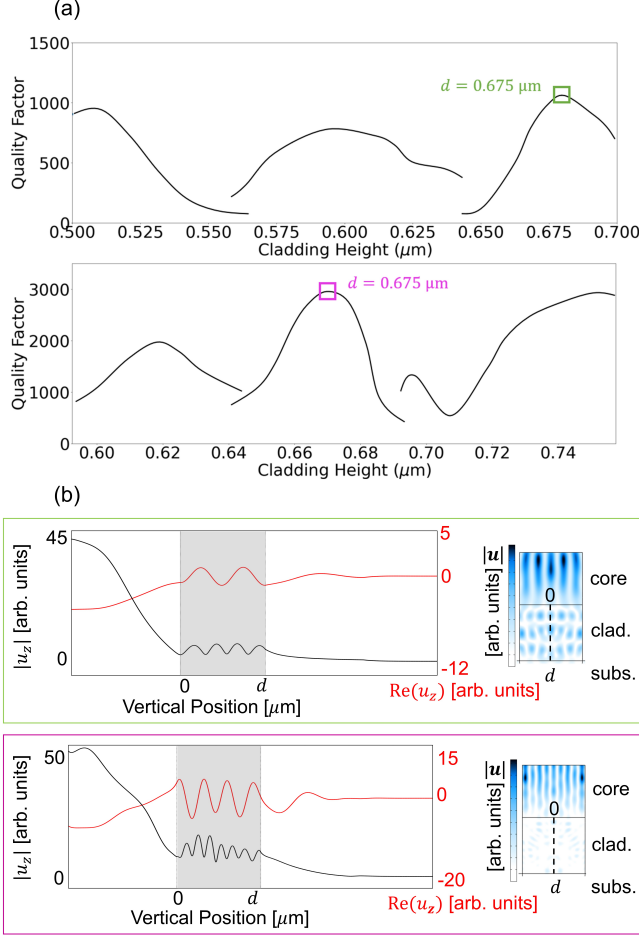 (a)
1500
1000
500
0
Quality Factor
d = 0.675 μm
0.500 0.525 0.550 0.575 0.600 0.625 0.650 0.680 0.700
Cladding Height (μm)
3000
2000
1000
0
Quality Factor
d = 0.675 μm
0.60 0.62 0.64 0.66 0.68 0.70 0.72 0.74
Cladding Height (μm)
(b)
45
0
|u_z| [arb. units]
5
0
-12
Re(u_z) [arb. units]
0 d
Vertical Position [μm]
|u|
[arb. units]
0
d
core
clad.
subs.
50
0
|u_z| [arb. units]
15
0
-20
Re(u_z) [arb. units]
0 d
Vertical Position [μm]
|u|
[arb. units]
0
d
core
clad.
subs.